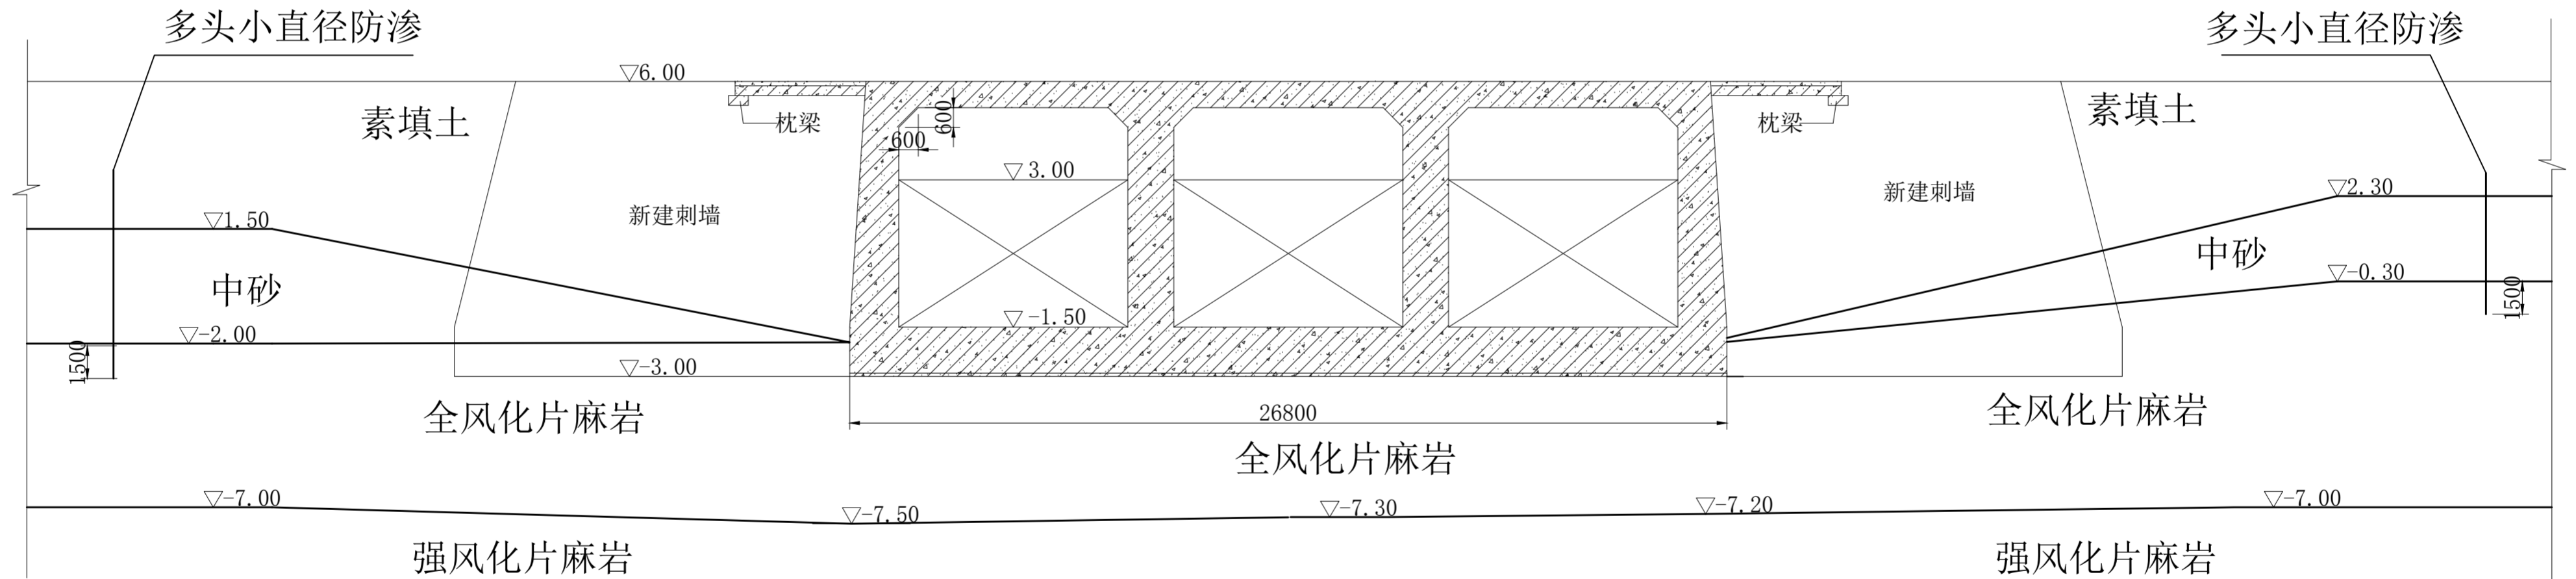 多头小直径防渗
多头小直径防渗
▽6.00
素填土
枕梁
600
600
枕梁
素填土
▽3.00
▽2.30
新建刺墙
新建刺墙
▽1.50
中砂
中砂
▽-0.30
1500
▽-1.50
▽-2.00
1500
▽-3.00
全风化片麻岩
26800
全风化片麻岩
全风化片麻岩
▽-7.00
▽-7.50
▽-7.30
▽-7.20
▽-7.00
强风化片麻岩
强风化片麻岩